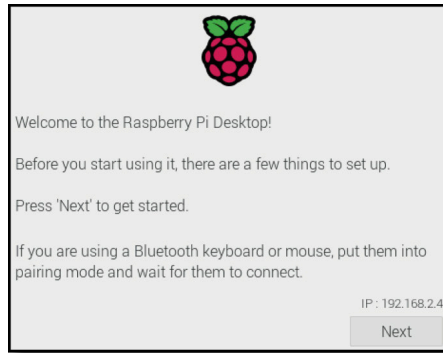 Welcome to the Raspberry Pi Desktop!
Before you start using it, there are a few things to set up.
Press 'Next' to get started.
If you are using a Bluetooth keyboard or mouse, put them into
pairing mode and wait for them to connect.
IP : 192.168.2.4
Next